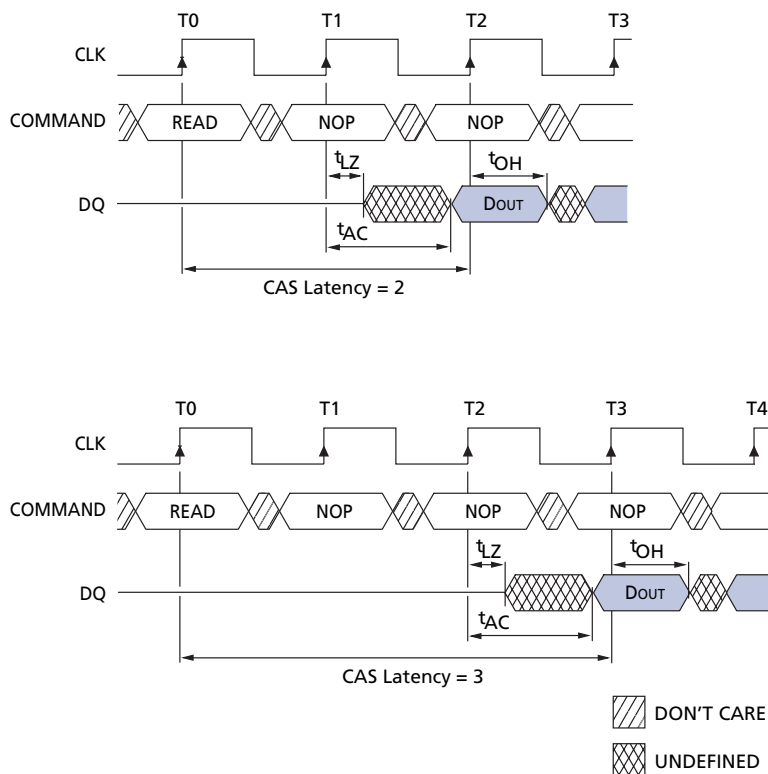 T0 T1 T2 T3
CLK
COMMAND READ NOP NOP
tLZ tOH
DQ DOUT
tAC
CAS Latency = 2
T0 T1 T2 T3 T4
CLK
COMMAND READ NOP NOP NOP
tLZ tOH
DQ DOUT
tAC
CAS Latency = 3
DON'T CARE
UNDEFINED